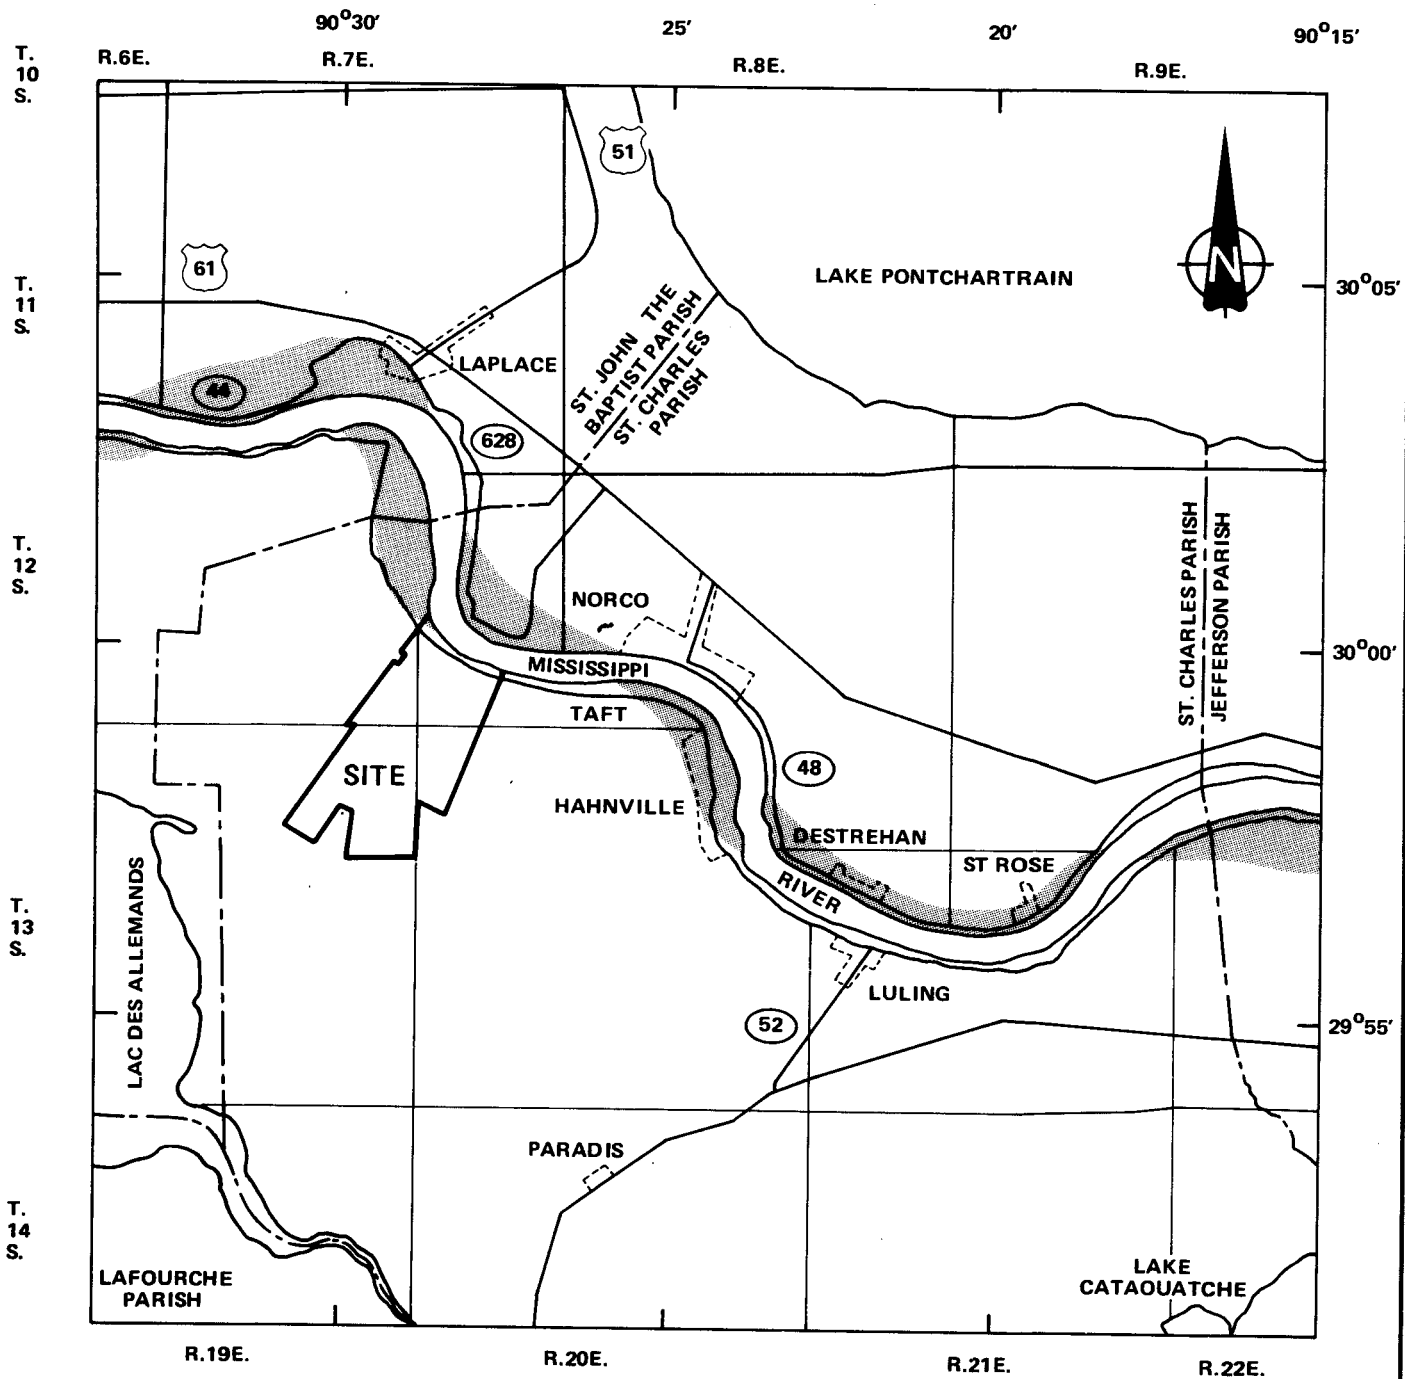 90°30'
25'
20'
90°15'
T.
10
S.
R.6E.
R.7E.
R.8E.
R.9E.
51
61
N
LAKE PONTCHARTRAIN
30°05'
T.
11
S.
ST. JOHN THE
BAPTIST PARISH
ST. CHARLES
PARISH
LAPLACE
44
628
T.
12
S.
ST. CHARLES PARISH
JEFFERSON PARISH
NORCO
30°00'
MISSISSIPPI
TAFT
SITE
48
HAHNVILLE
DESTREHAN
ST ROSE
RIVER
T.
13
S.
LAC DES ALLEMANDS
LULING
52
29°55'
PARADIS
T.
14
S.
LAFOURCHE
PARISH
LAKE
CATAOUATCHE
R.19E.
R.20E.
R.21E.
R.22E.